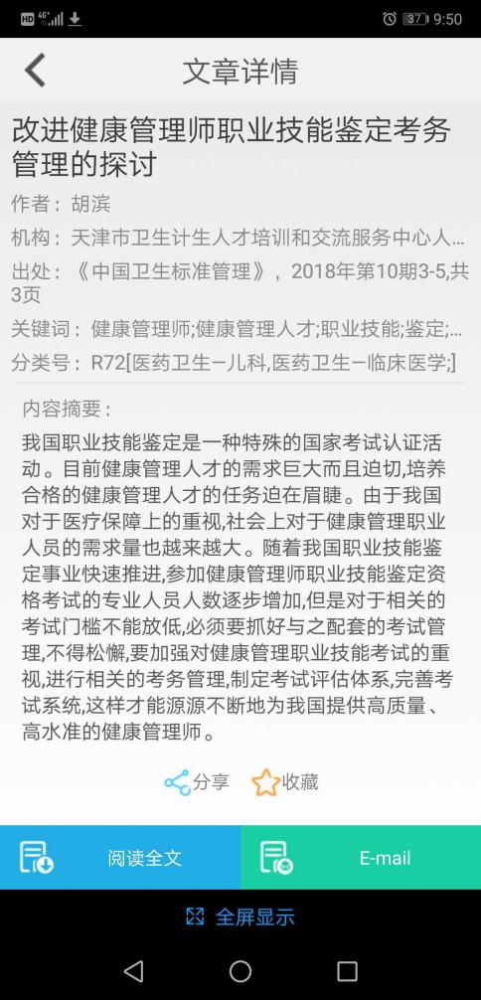 HD 4G 37 9:50
文章详情
改进健康管理师职业技能鉴定考务
管理的探讨
作者：胡滨
机构：天津市卫生计生人才培训和交流服务中心人...
出处：《中国卫生标准管理》，2018年第10期3-5,共
3页
关键词：健康管理师;健康管理人才;职业技能;鉴定;...
分类号：R72[医药卫生—儿科,医药卫生—临床医学;]
内容摘要：
我国职业技能鉴定是一种特殊的国家考试认证活
动。目前健康管理人才的需求巨大而且迫切,培养
合格的健康管理人才的任务迫在眉睫。由于我国
对于医疗保障上的重视,社会上对于健康管理职业
人员的需求量也越来越大。随着我国职业技能鉴
定事业快速推进,参加健康管理师职业技能鉴定资
格考试的专业人员人数逐步增加,但是对于相关的
考试门槛不能放低,必须要抓好与之配套的考试管
理,不得松懈,要加强对健康管理职业技能考试的重
视,进行相关的考务管理,制定考试评估体系,完善考
试系统,这样才能源源不断地为我国提供高质量、
高水准的健康管理师。
分享 收藏
阅读全文 E-mail
全屏显示